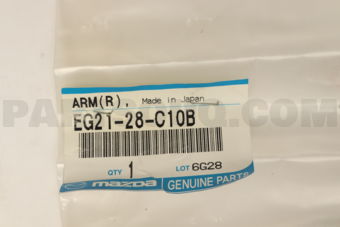 ARM(R), Made in Japan
EG21-28-C10B
QTY 1 LOT 6G28
mazda GENUINE PARTS